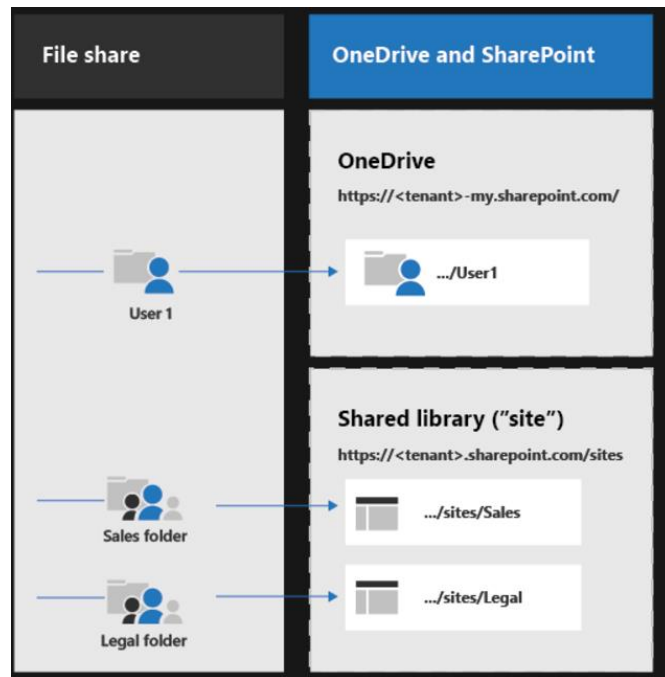 File share
OneDrive and SharePoint
OneDrive
https://<tenant>-my.sharepoint.com/
User 1
.../User1
Shared library ("site")
https://<tenant>.sharepoint.com/sites
Sales folder
.../sites/Sales
Legal folder
.../sites/Legal